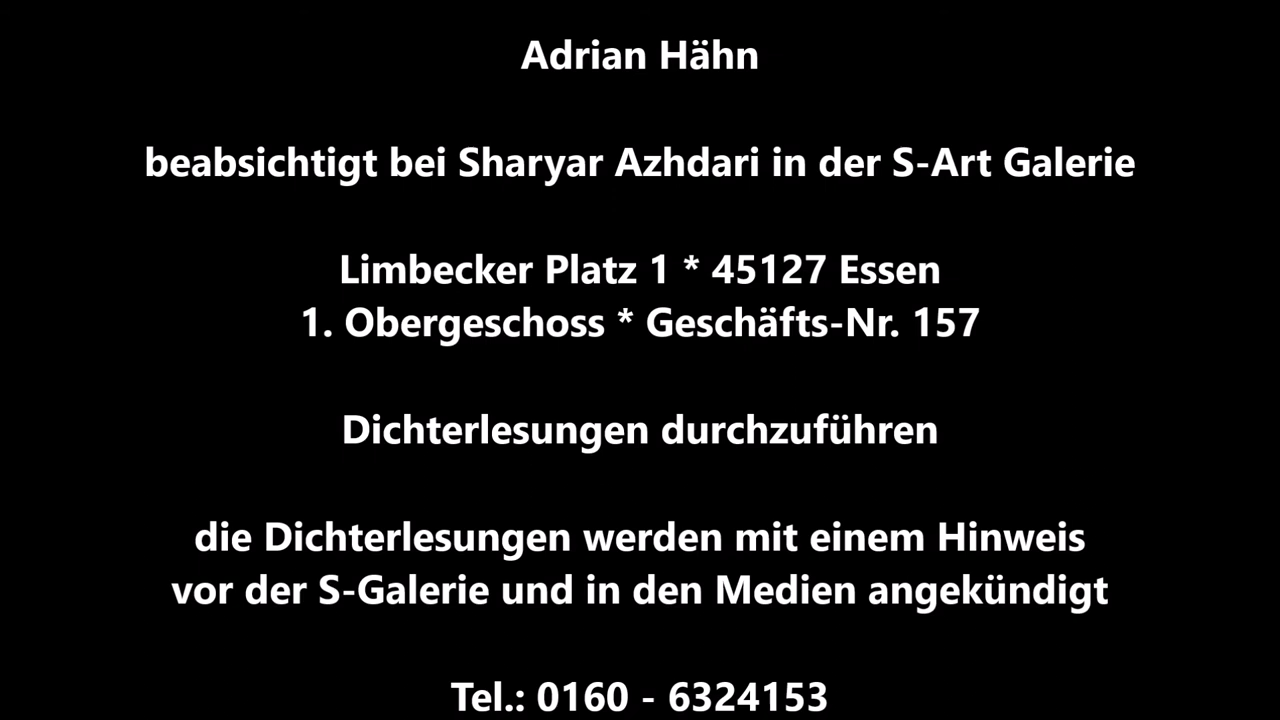 Adrian Hähn
beabsichtigt bei Sharyar Azhdari in der S-Art Galerie
Limbecker Platz 1 * 45127 Essen
1. Obergeschoss * Geschäfts-Nr. 157
Dichterlesungen durchzuführen
die Dichterlesungen werden mit einem Hinweis
vor der S-Galerie und in den Medien angekündigt
Tel.: 0160 - 6324153